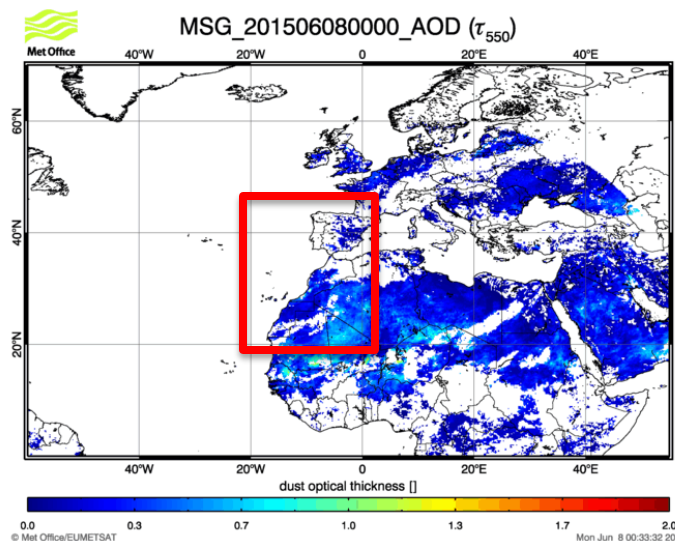 Met Office
MSG_201506080000_AOD (τ550)
40°W 20°W 0 20°E 40°E
60°N
40°N
20°N
40°W 20°W 0 20°E 40°E
dust optical thickness []
0.0 0.3 0.7 1.0 1.3 1.7 2.0
© Met Office/EUMETSAT Mon Jun 8 00:33:32 20